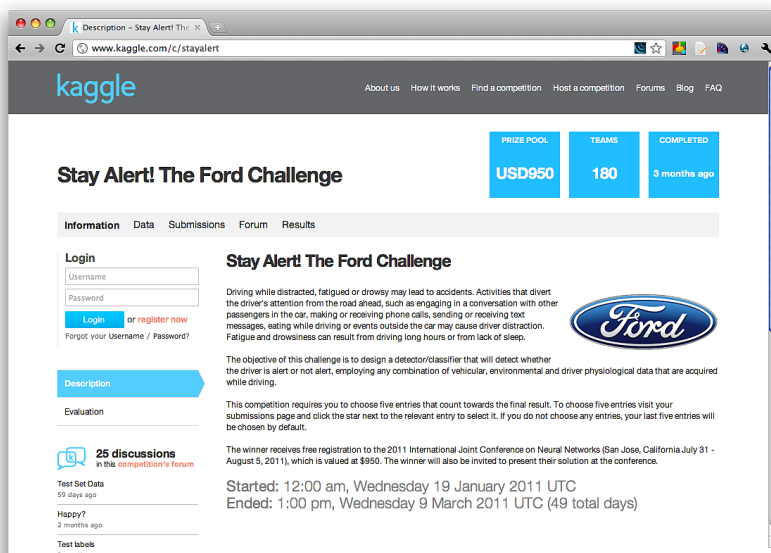 Description – Stay Alert! The
www.kaggle.com/c/stayalert
kaggle
About us How it works Find a competition Host a competition Forums Blog FAQ
PRIZE POOL
USD950
TEAMS
180
COMPLETED
3 months ago
Stay Alert! The Ford Challenge
Information Data Submissions Forum Results
Login
Username
Password
Login or register now
Forgot your Username / Password?
Description
Evaluation
25 discussions
in this competition's forum
Test Set Data
59 days ago
Happy?
2 months ago
Test labels
Stay Alert! The Ford Challenge
Driving while distracted, fatigued or drowsy may lead to accidents. Activities that divert
the driver's attention from the road ahead, such as engaging in a conversation with other
passengers in the car, making or receiving phone calls, sending or receiving text
messages, eating while driving or events outside the car may cause driver distraction.
Fatigue and drowsiness can result from driving long hours or from lack of sleep.
Ford
The objective of this challenge is to design a detector/classifier that will detect whether
the driver is alert or not alert, employing any combination of vehicular, environmental and driver physiological data that are acquired
while driving.
This competition requires you to choose five entries that count towards the final result. To choose five entries visit your
submissions page and click the star next to the relevant entry to select it. If you do not choose any entries, your last five entries will
be chosen by default.
The winner receives free registration to the 2011 International Joint Conference on Neural Networks (San Jose, California July 31 -
August 5, 2011), which is valued at $950. The winner will also be invited to present their solution at the conference.
Started: 12:00 am, Wednesday 19 January 2011 UTC
Ended: 1:00 pm, Wednesday 9 March 2011 UTC (49 total days)